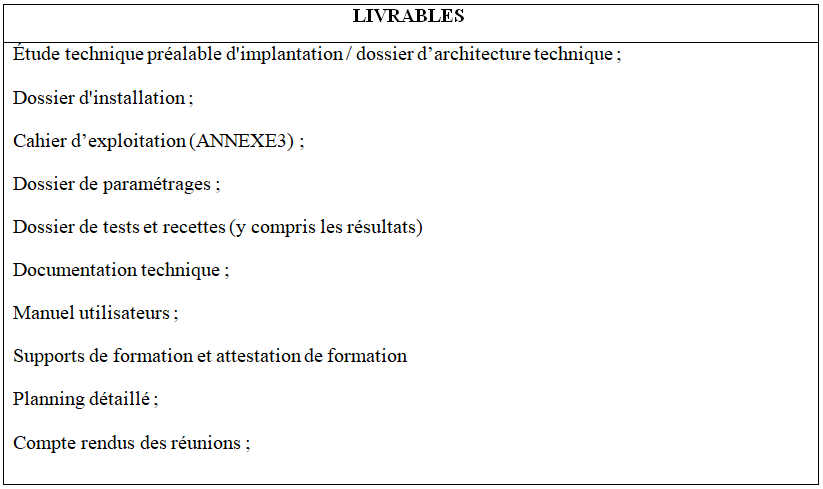 LIVRABLES
Étude technique préalable d'implantation / dossier d’architecture technique ;
Dossier d'installation ;
Cahier d’exploitation (ANNEXE3) ;
Dossier de paramétrages ;
Dossier de tests et recettes (y compris les résultats)
Documentation technique ;
Manuel utilisateurs ;
Supports de formation et attestation de formation
Planning détaillé ;
Compte rendus des réunions ;